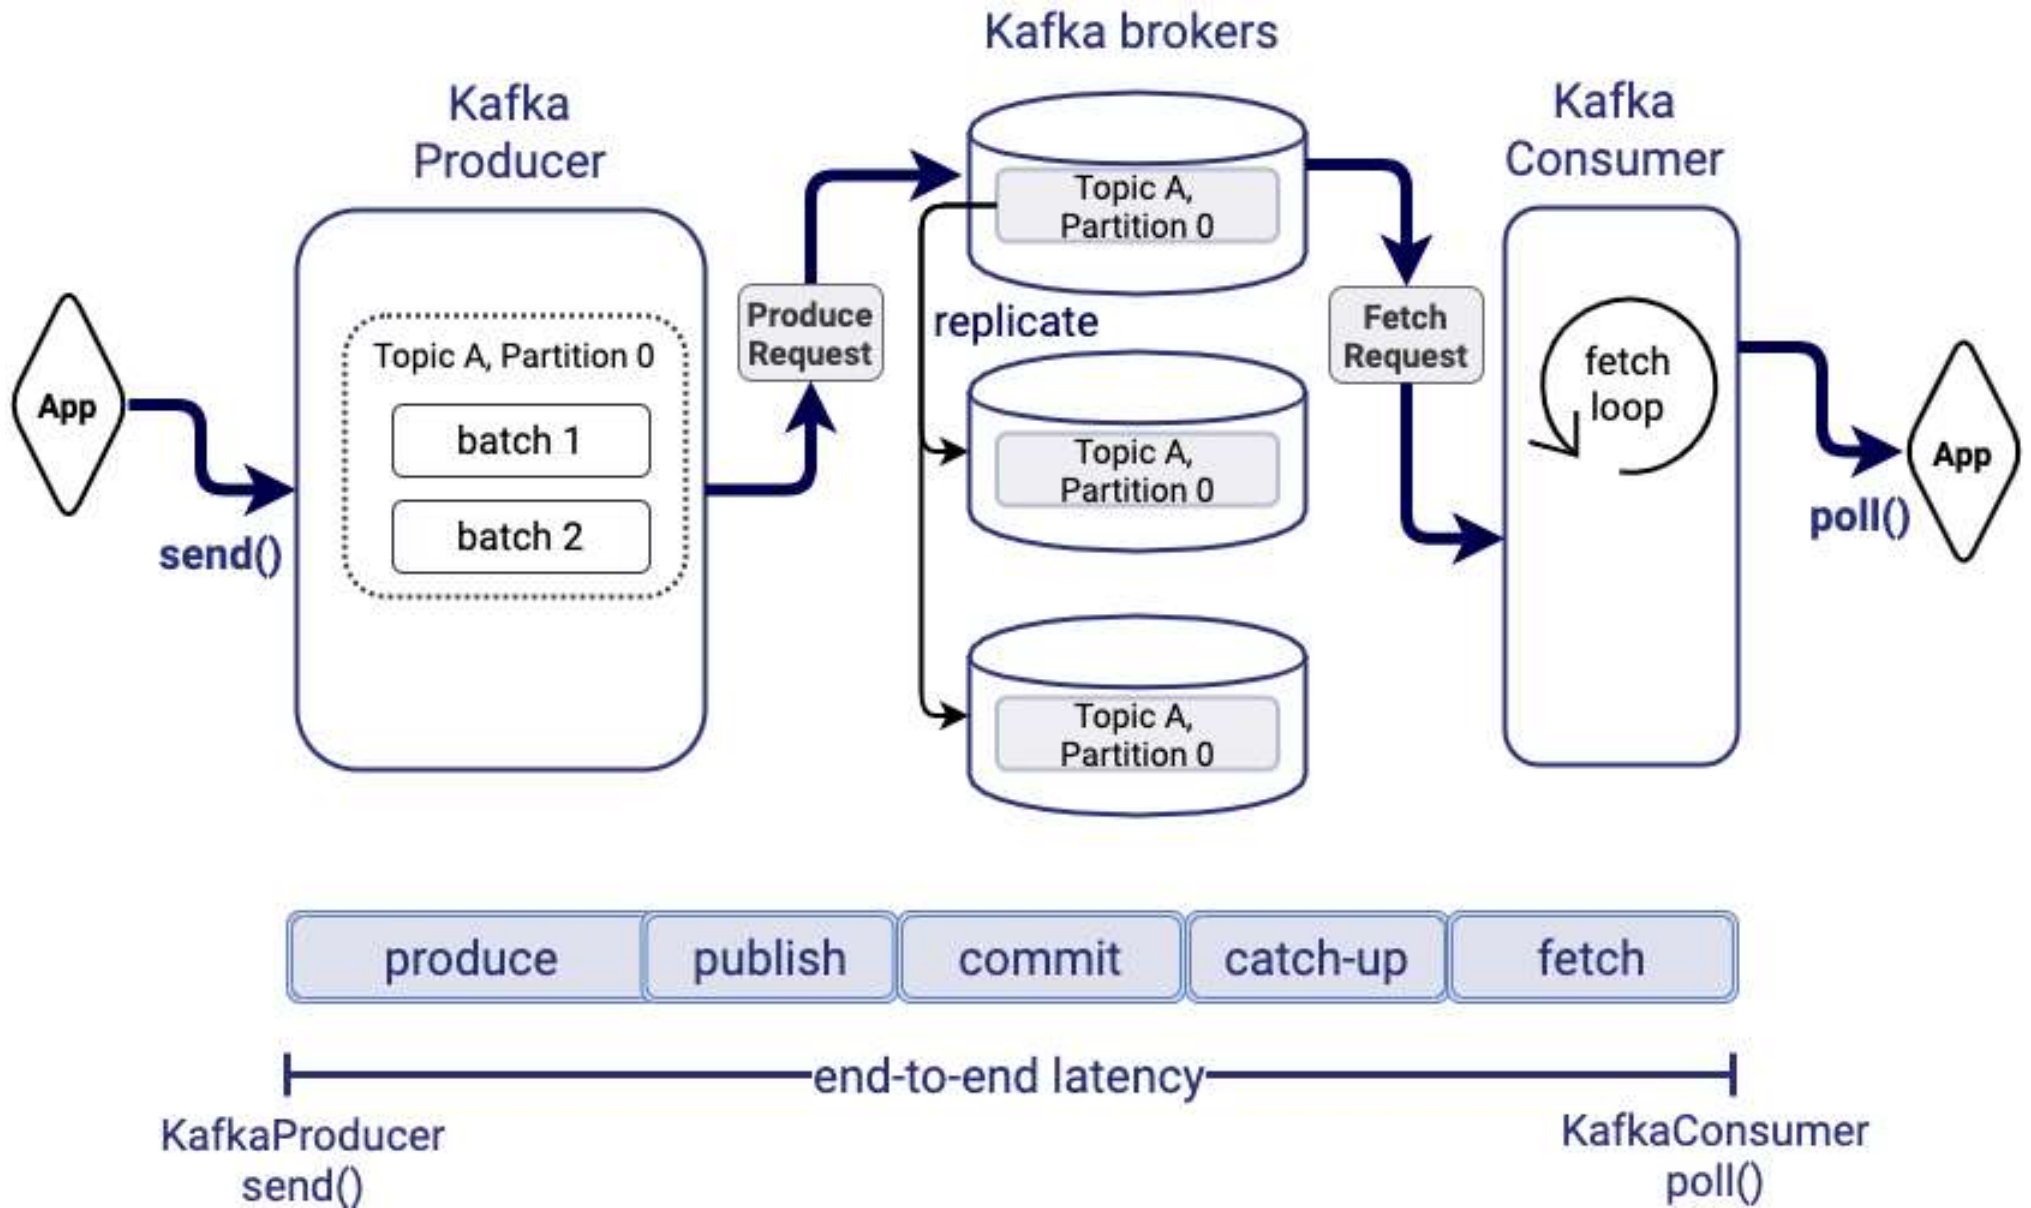 Kafka brokers
Kafka
Producer
Kafka
Consumer
App
send()
Topic A, Partition 0
batch 1
batch 2
Produce
Request
Topic A,
Partition 0
replicate
Topic A,
Partition 0
Topic A,
Partition 0
Fetch
Request
fetch
loop
poll()
App
produce
publish
commit
catch-up
fetch
end-to-end latency
KafkaProducer
send()
KafkaConsumer
poll()